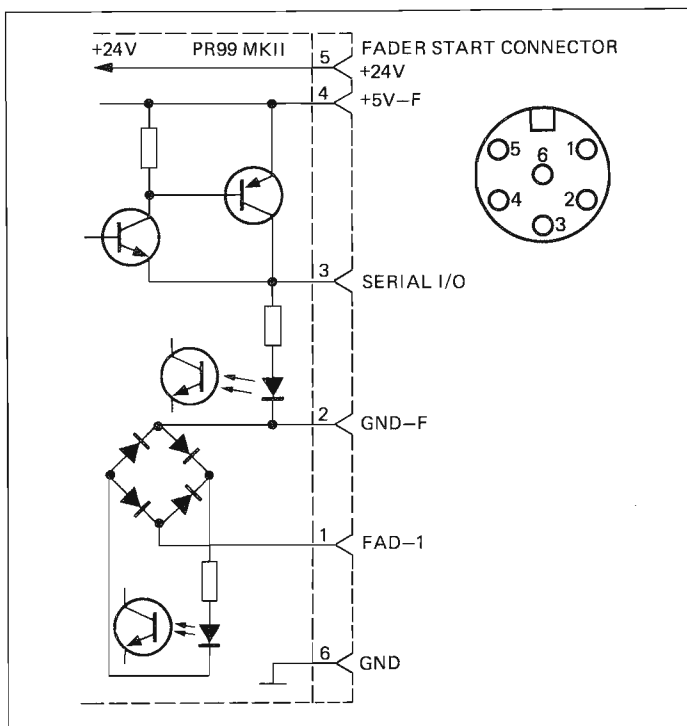 +24V PR99 MKII FADER START CONNECTOR
5 +24V
4 +5V–F
5 6 1
4 2
3
3 SERIAL I/O
2 GND–F
1 FAD–1
6 GND